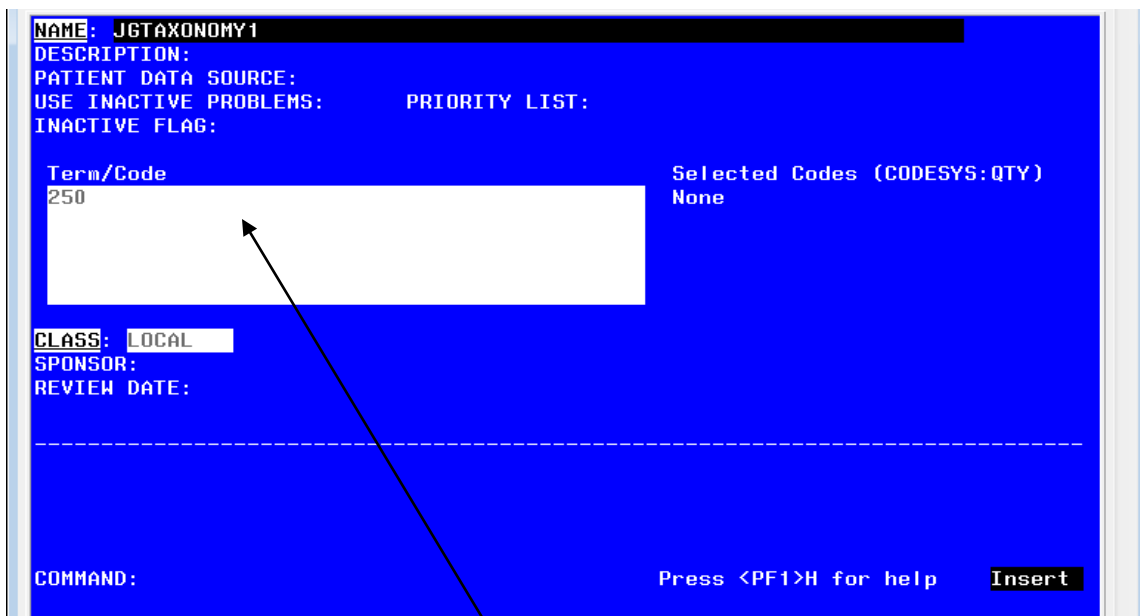 NAME: JGTAXONOMY1
DESCRIPTION:
PATIENT DATA SOURCE:
USE INACTIVE PROBLEMS: PRIORITY LIST:
INACTIVE FLAG:
Term/Code Selected Codes (CODESYS:QTY)
250 None
CLASS: LOCAL
SPONSOR:
REVIEW DATE:
COMMAND: Press <PF1>H for help Insert